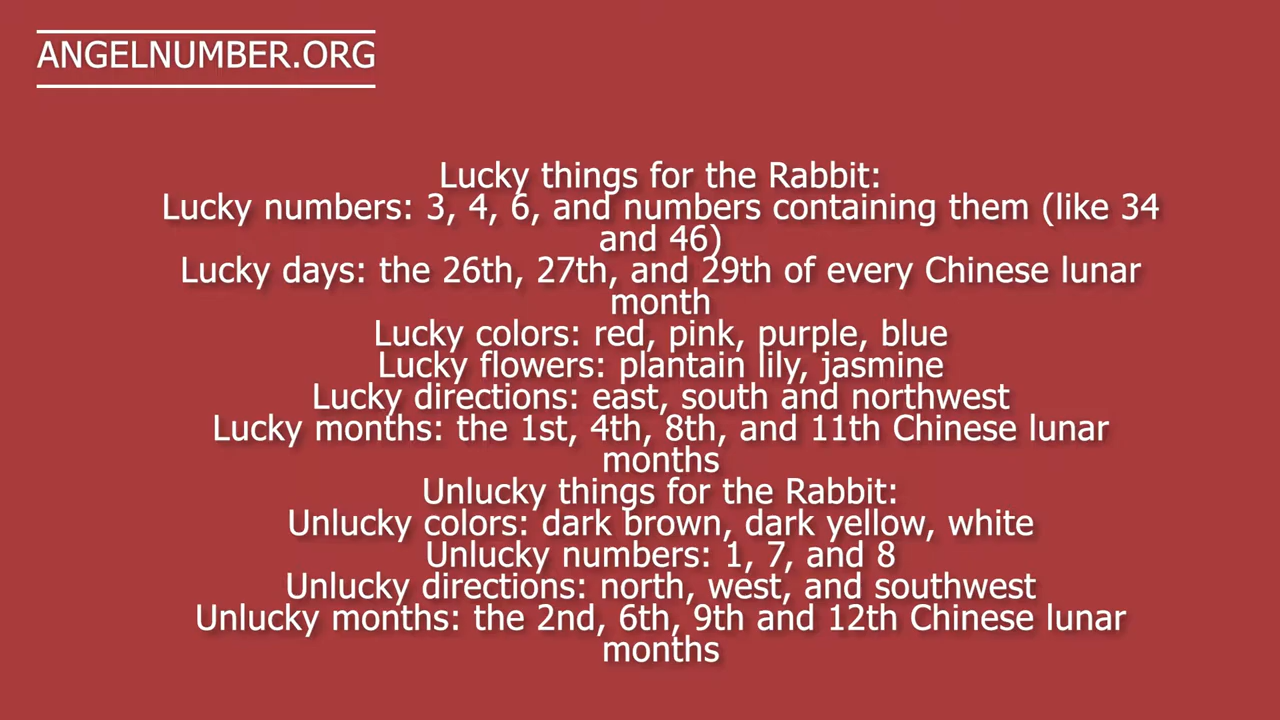 ANGELNUMBER.ORG
Lucky things for the Rabbit:
Lucky numbers: 3, 4, 6, and numbers containing them (like 34
and 46)
Lucky days: the 26th, 27th, and 29th of every Chinese lunar
month
Lucky colors: red, pink, purple, blue
Lucky flowers: plantain lily, jasmine
Lucky directions: east, south and northwest
Lucky months: the 1st, 4th, 8th, and 11th Chinese lunar
months
Unlucky things for the Rabbit:
Unlucky colors: dark brown, dark yellow, white
Unlucky numbers: 1, 7, and 8
Unlucky directions: north, west, and southwest
Unlucky months: the 2nd, 6th, 9th and 12th Chinese lunar
months